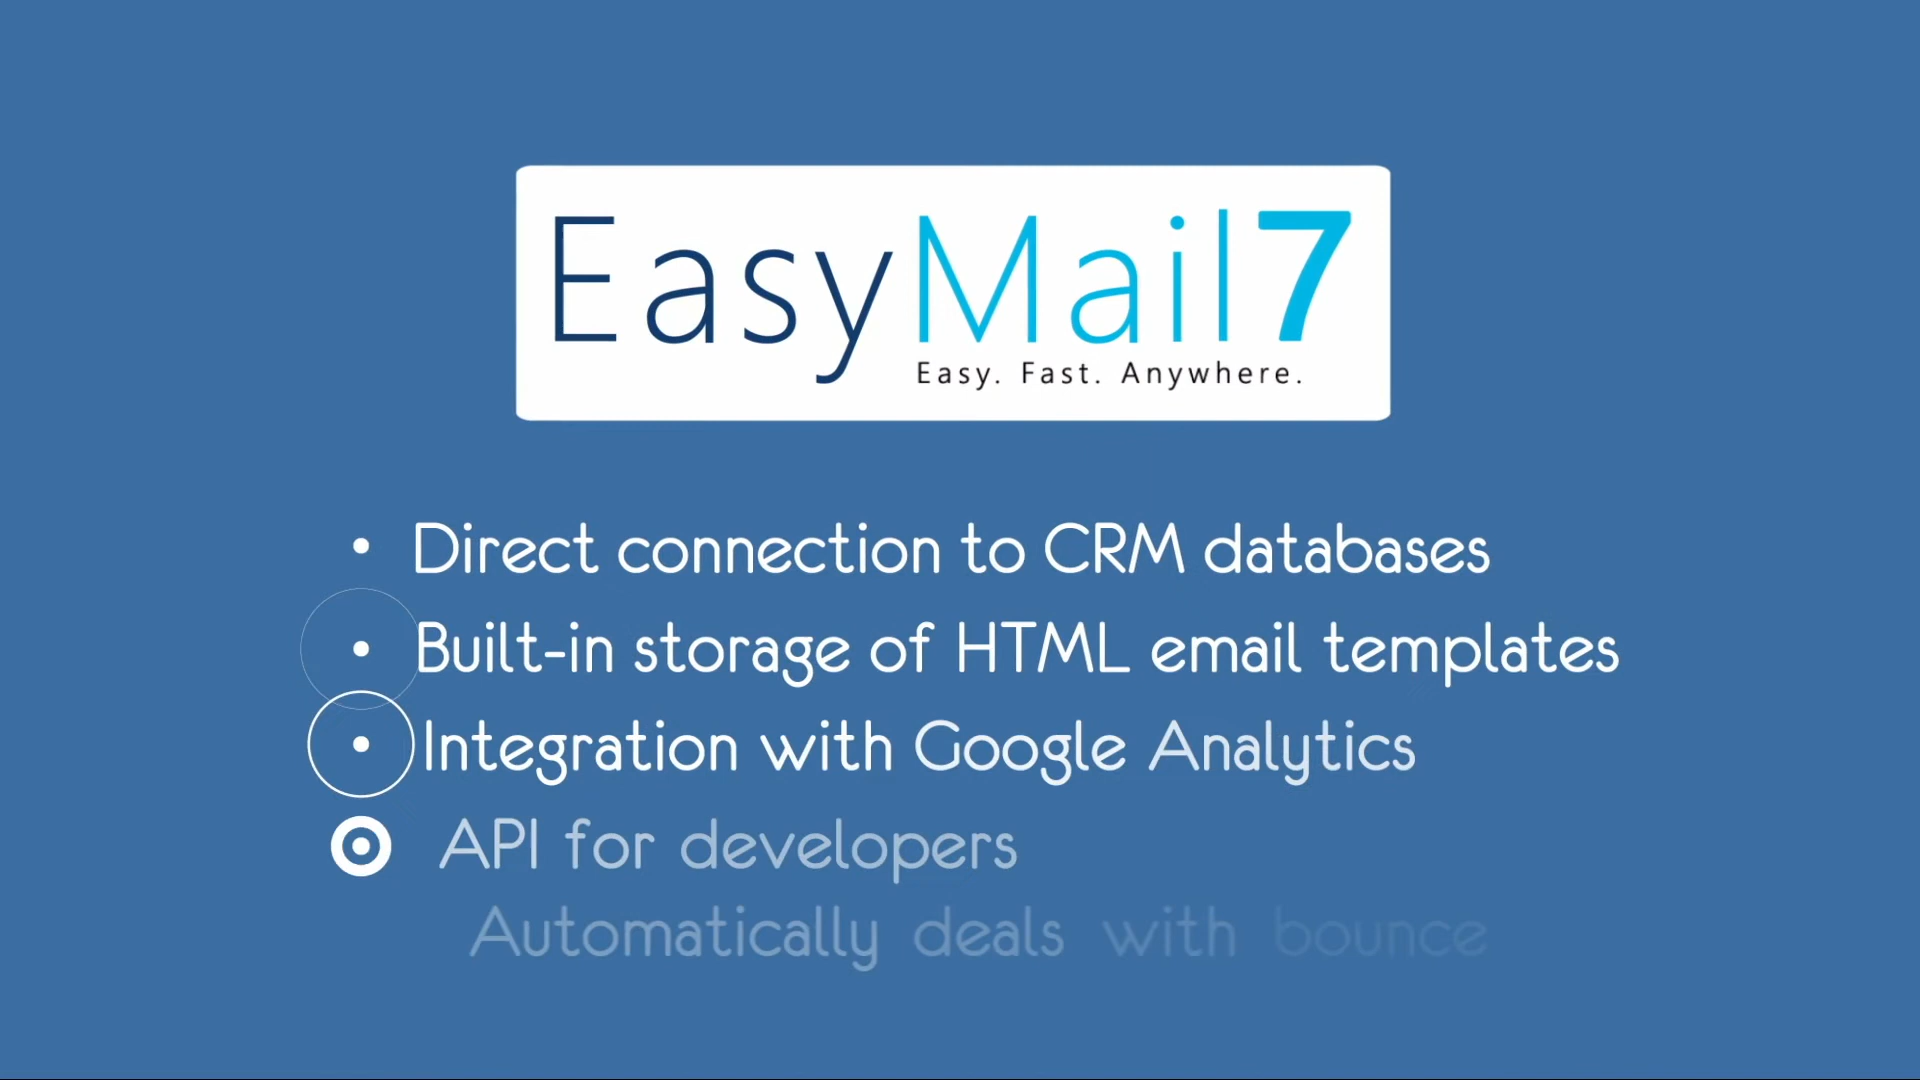 EasyMail7
Easy. Fast. Anywhere.
• Direct connection to CRM databases
• Built-in storage of HTML email templates
• Integration with Google Analytics
• API for developers
Automatically deals with bounce